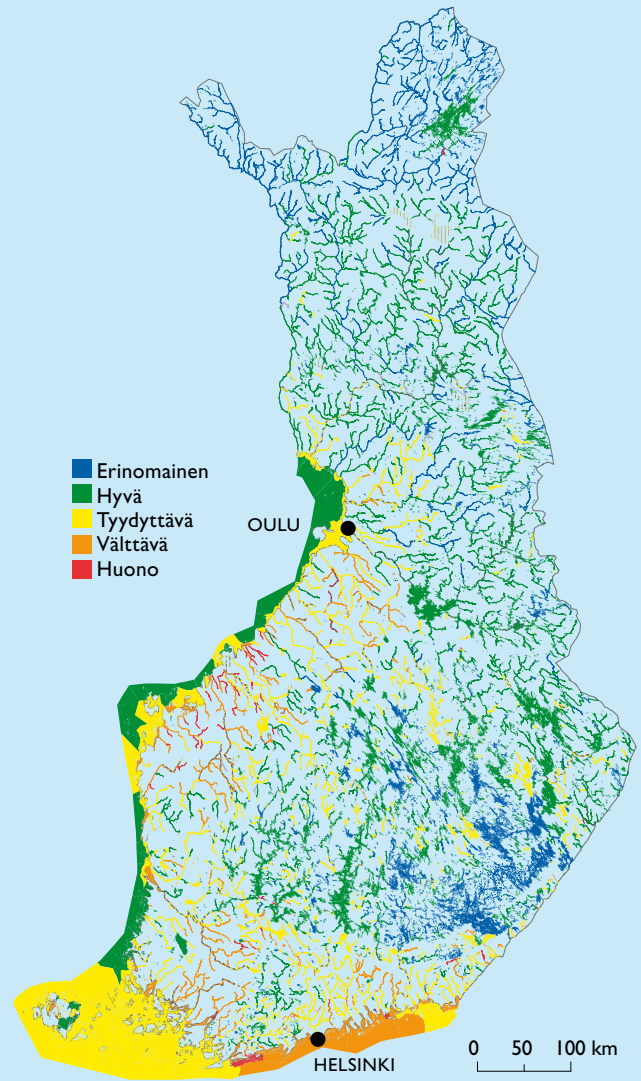 Erinomainen
Hyvä
Tyydyttävä
Välttävä
Huono
OULU
HELSINKI
0 50 100 km